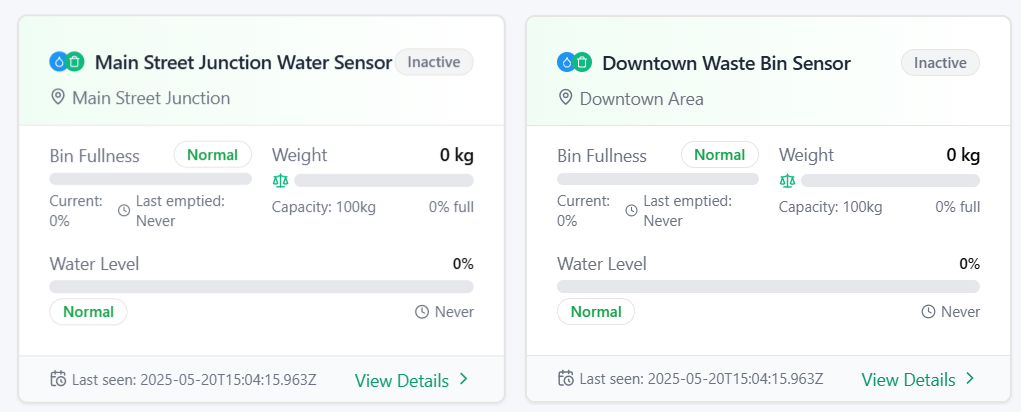 Main Street Junction Water Sensor Inactive
Main Street Junction
Bin Fullness Normal Weight 0 kg
Current: 0% Last emptied: Never
Capacity: 100kg 0% full
Water Level 0%
Normal Never
Last seen: 2025-05-20T15:04:15.963Z View Details
Downtown Waste Bin Sensor Inactive
Downtown Area
Bin Fullness Normal Weight 0 kg
Current: 0% Last emptied: Never
Capacity: 100kg 0% full
Water Level 0%
Normal Never
Last seen: 2025-05-20T15:04:15.963Z View Details